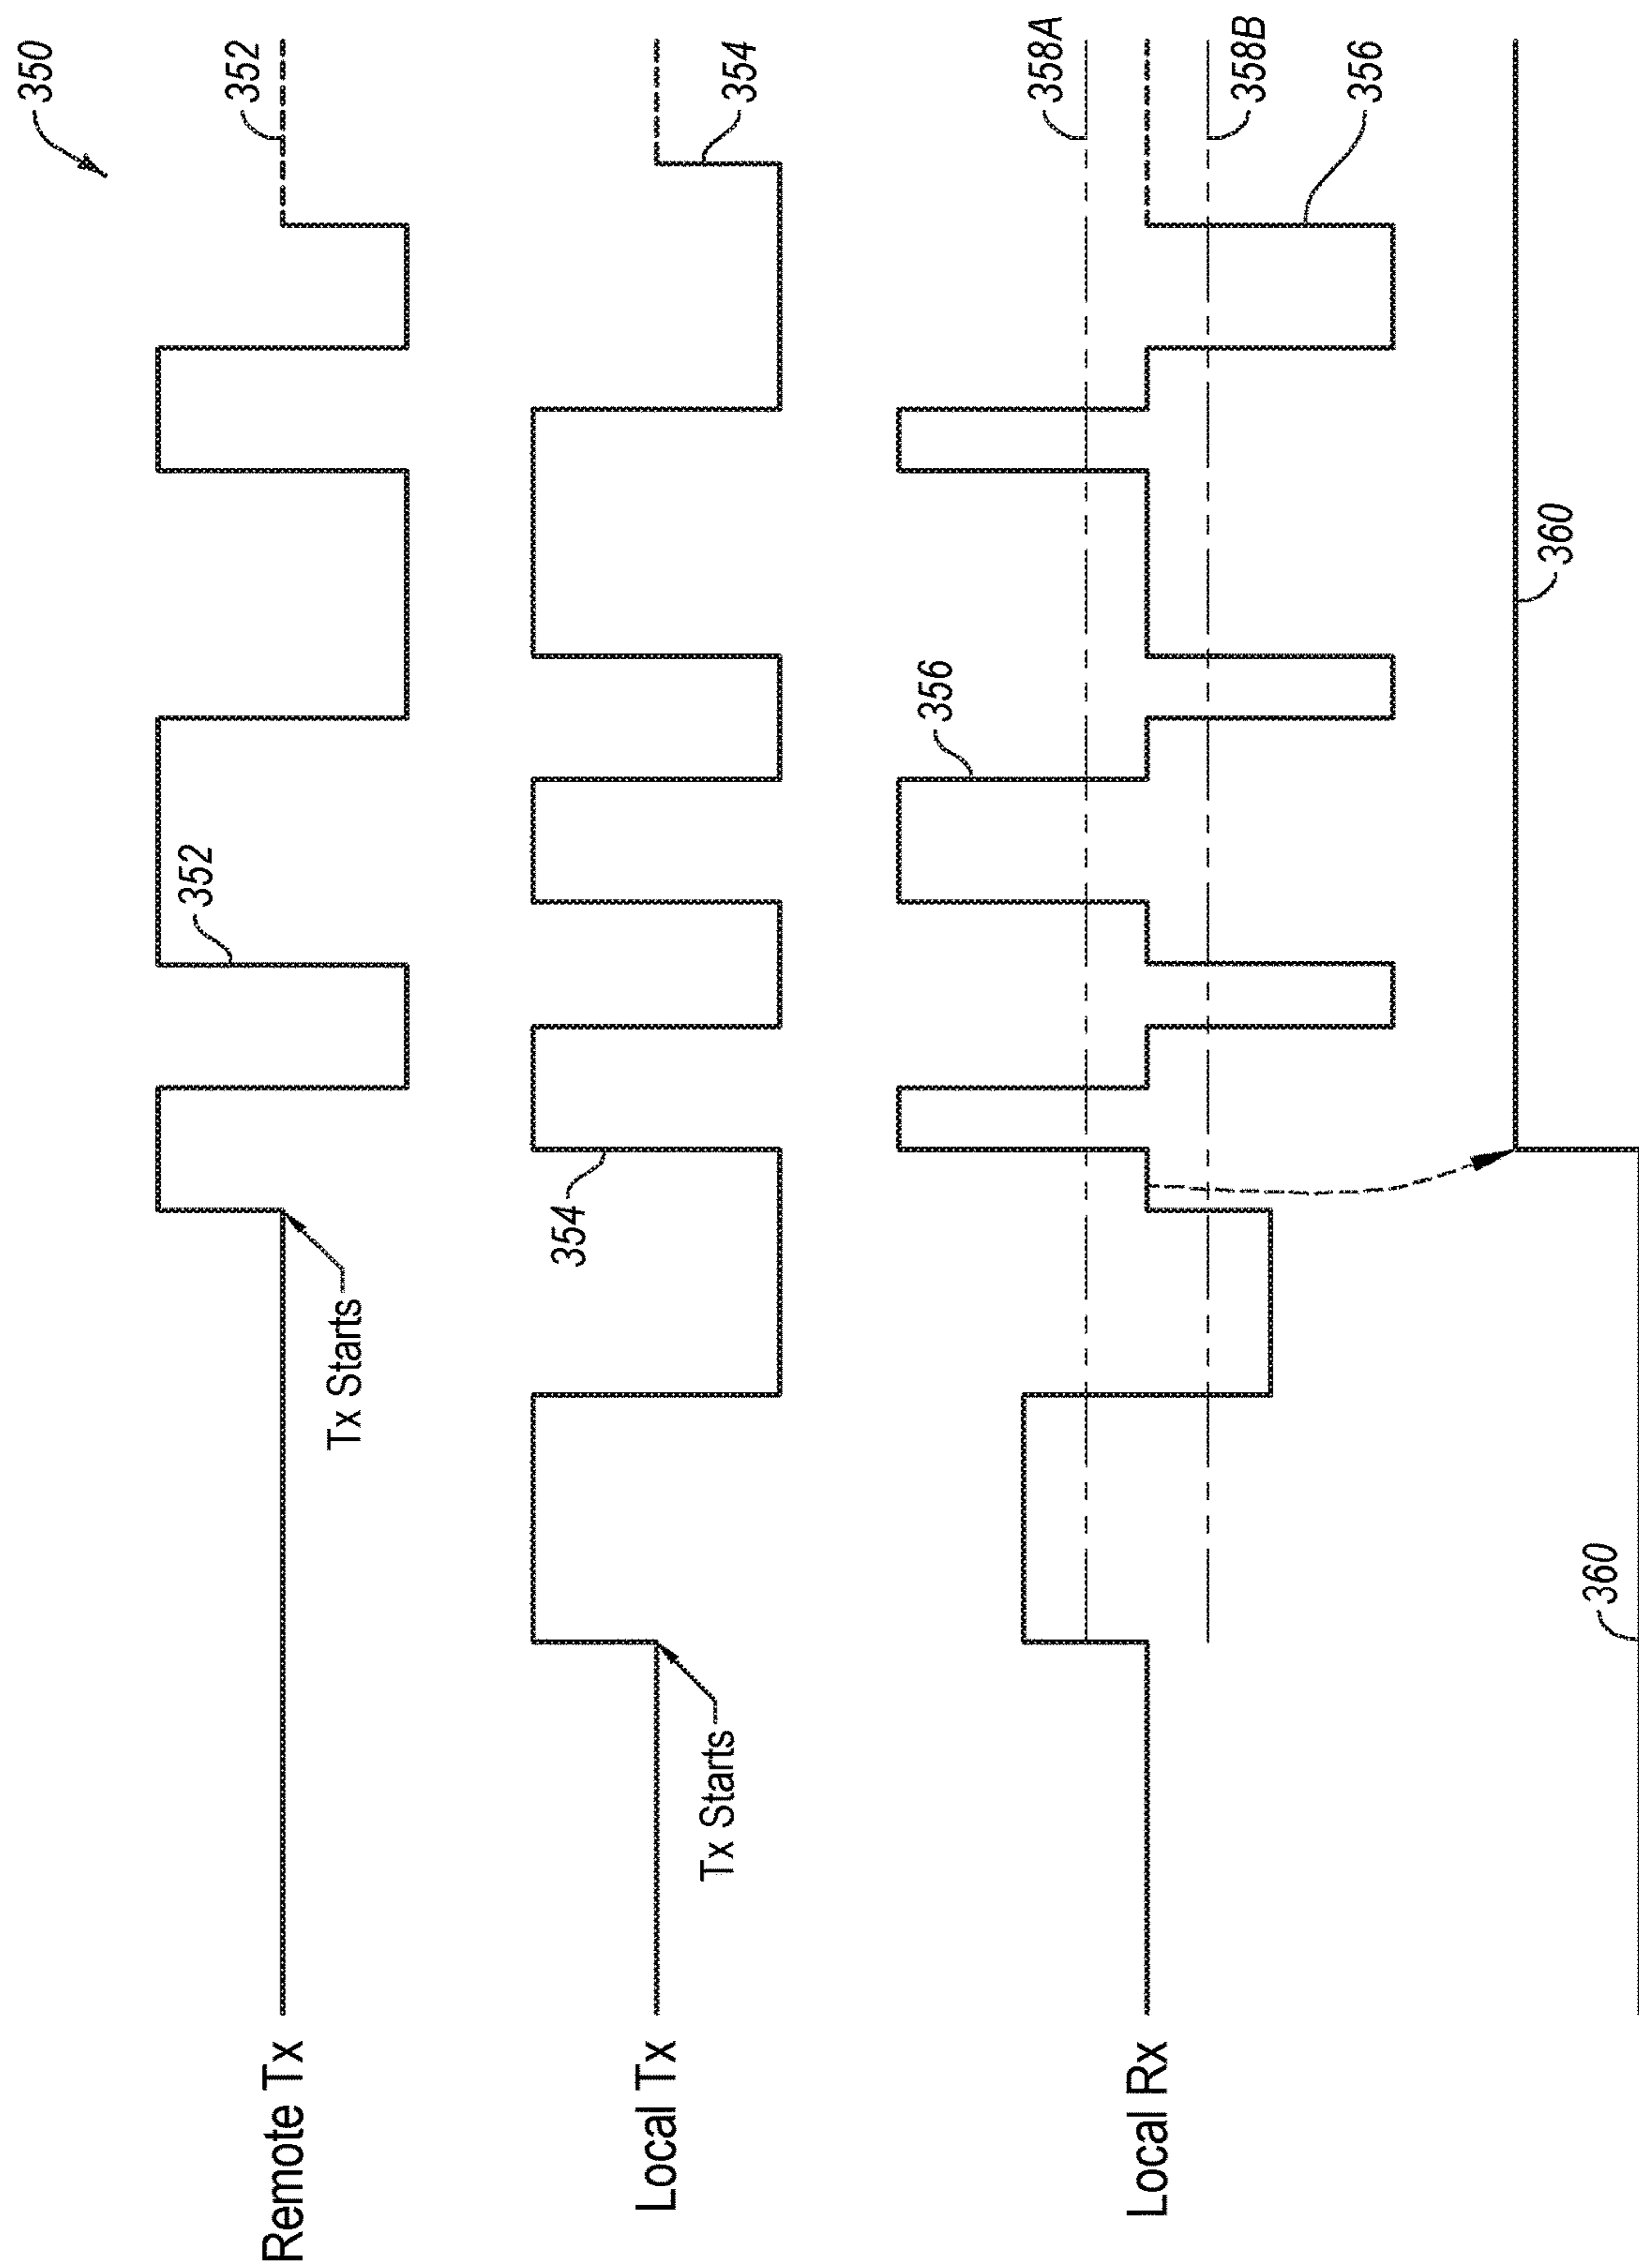 350
Remote Tx
352
352
Tx Starts
Local Tx
354
354
Tx Starts
Local Rx
358A
358B
356
356
360
360